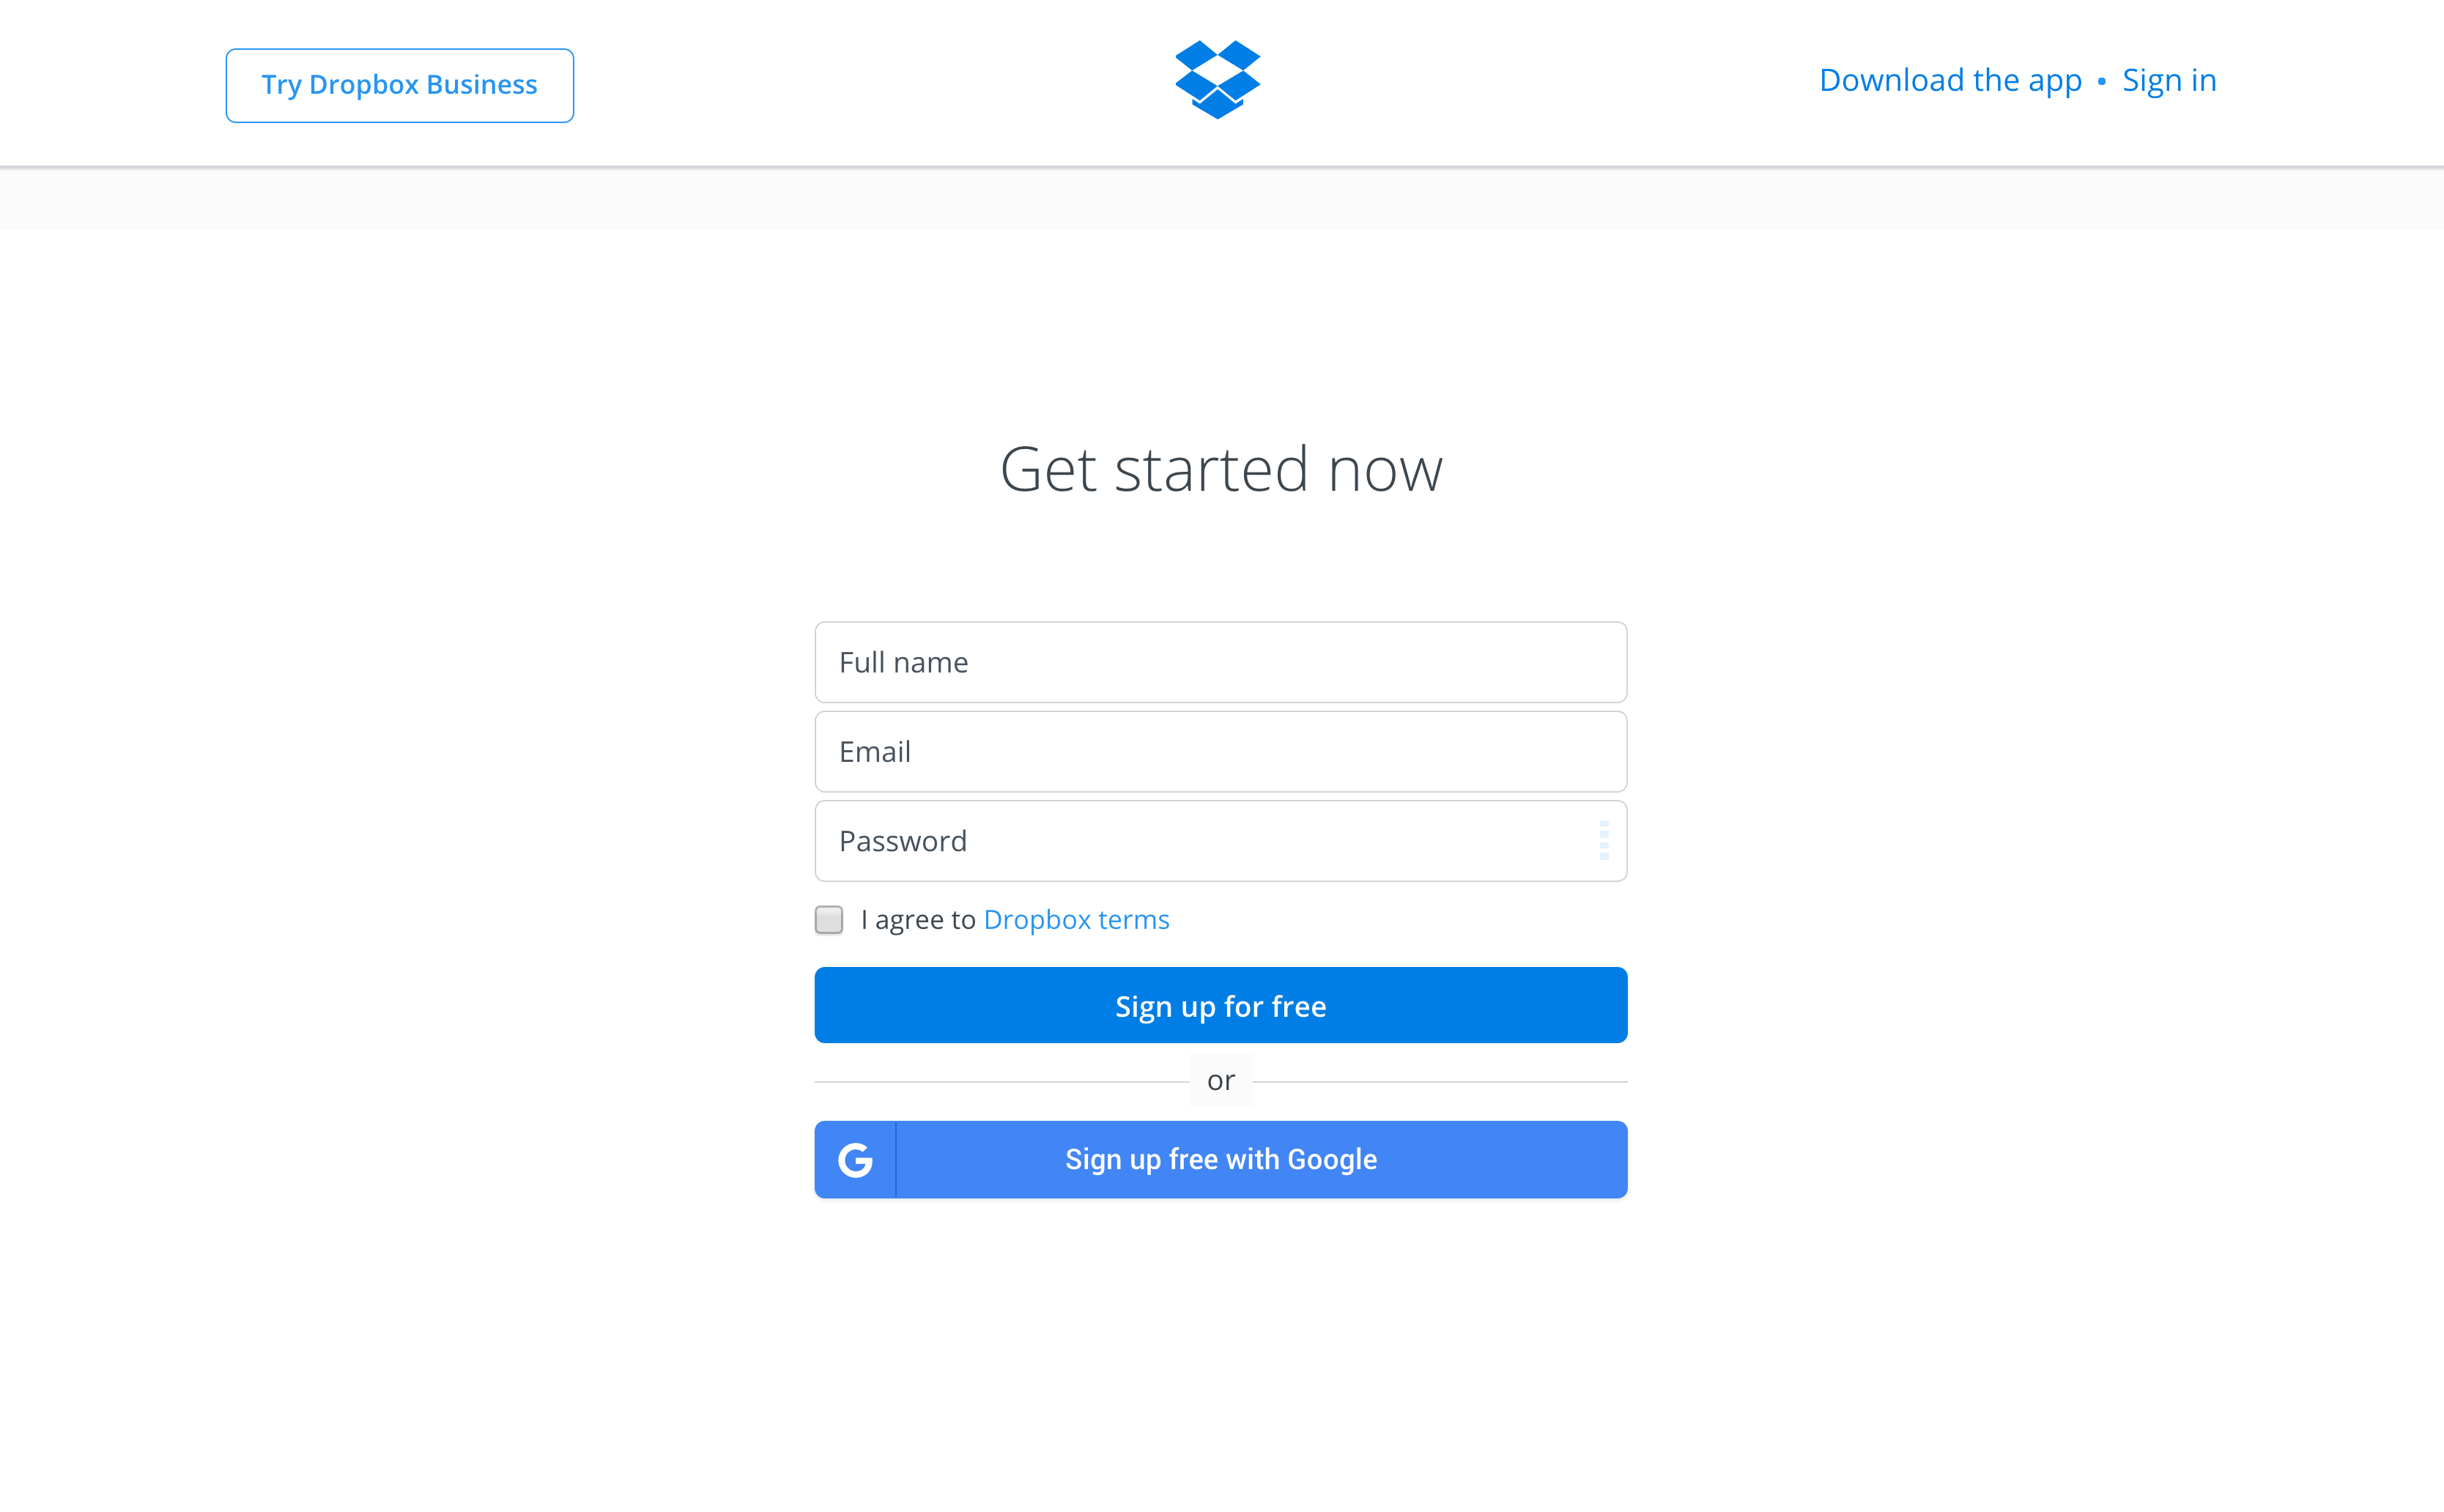 Try Dropbox Business
Download the app • Sign in
Get started now
Full name
Email
Password
I agree to Dropbox terms
Sign up for free
or
G
Sign up free with Google